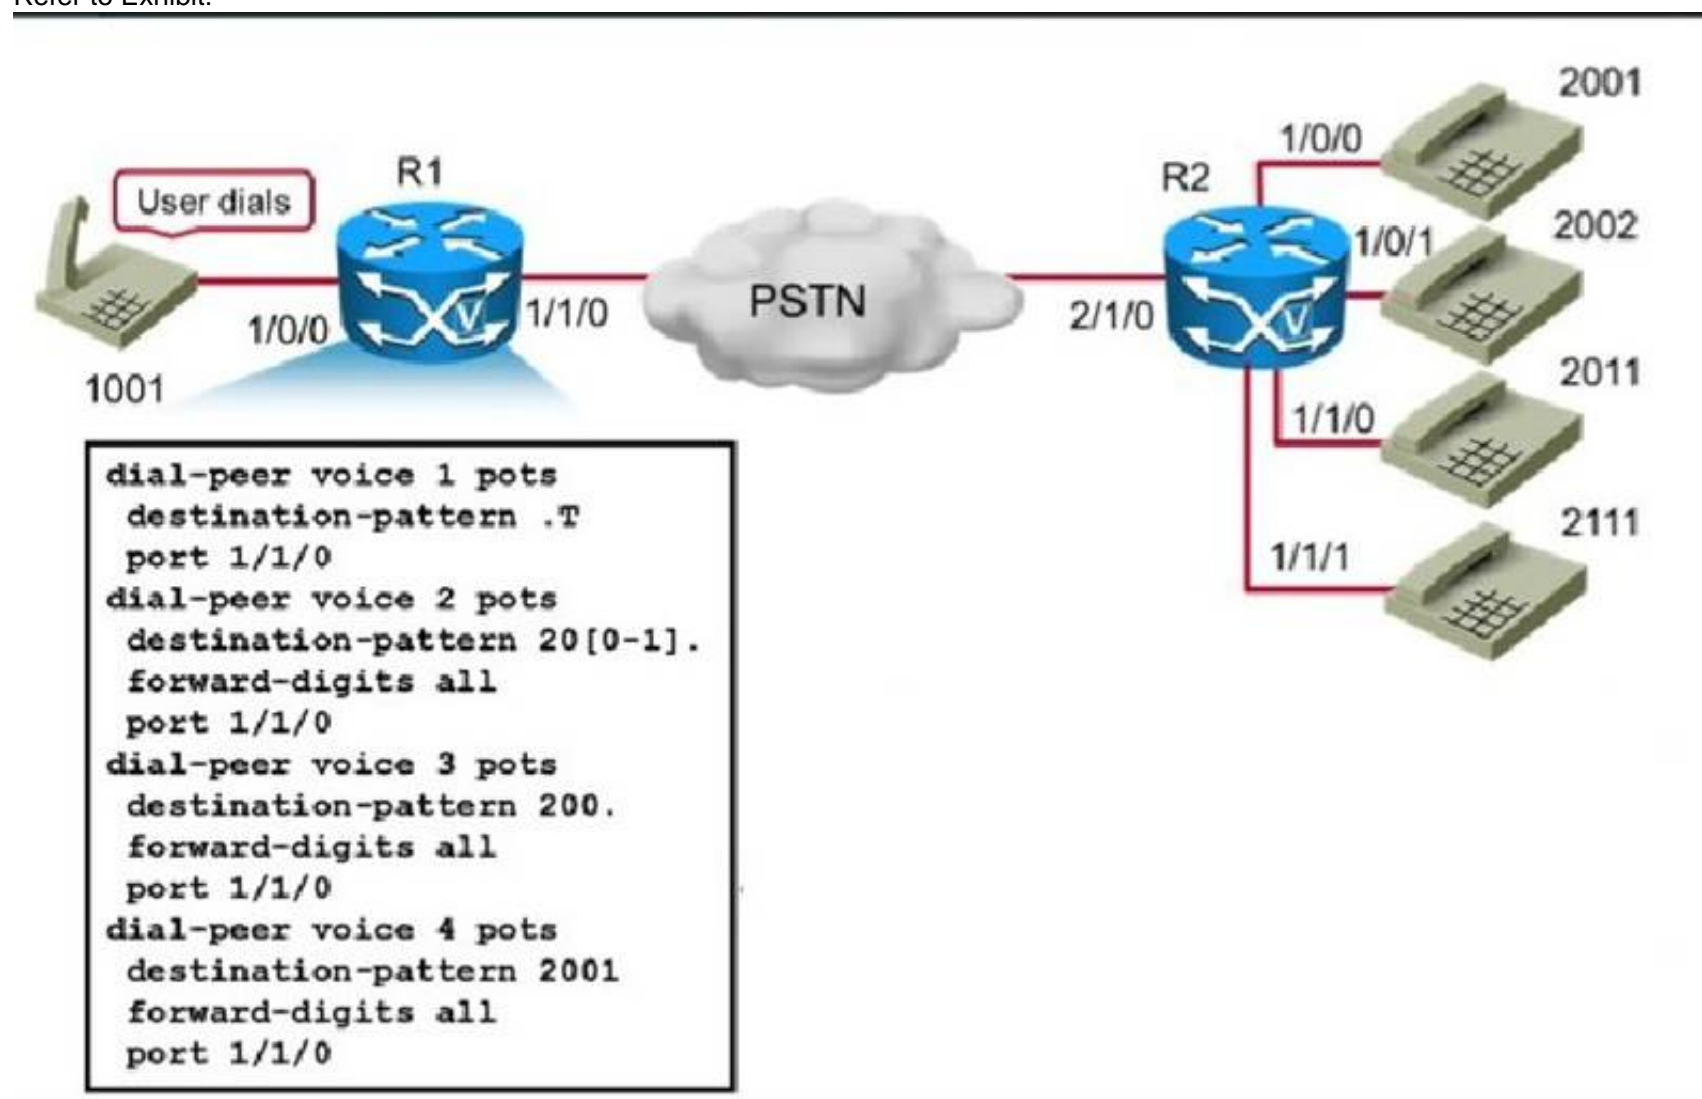 Refer to Exhibit.
2001
1/0/0
R1
R2
User dials
2002
1/0/1
PSTN
1/0/0
1/1/0
2/1/0
2011
1001
1/1/0
2111
1/1/1
dial-peer voice 1 pots
destination-pattern .T
port 1/1/0
dial-peer voice 2 pots
destination-pattern 20[0-1].
forward-digits all
port 1/1/0
dial-peer voice 3 pots
destination-pattern 200.
forward-digits all
port 1/1/0
dial-peer voice 4 pots
destination-pattern 2001
forward-digits all
port 1/1/0
V
V